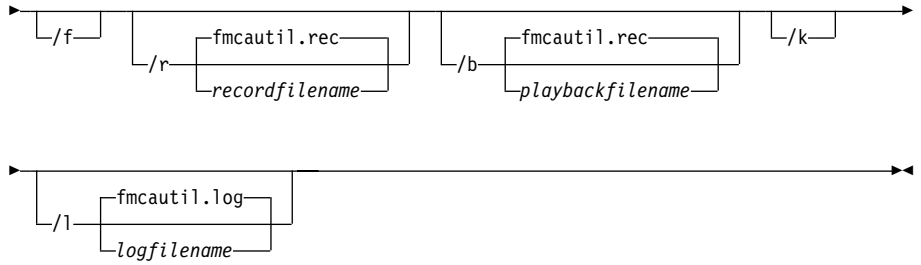 fmcautil.rec fmcautil.rec
/f /r /b /k
recordfilename playbackfilename
fmcautil.log
/l
logfilename